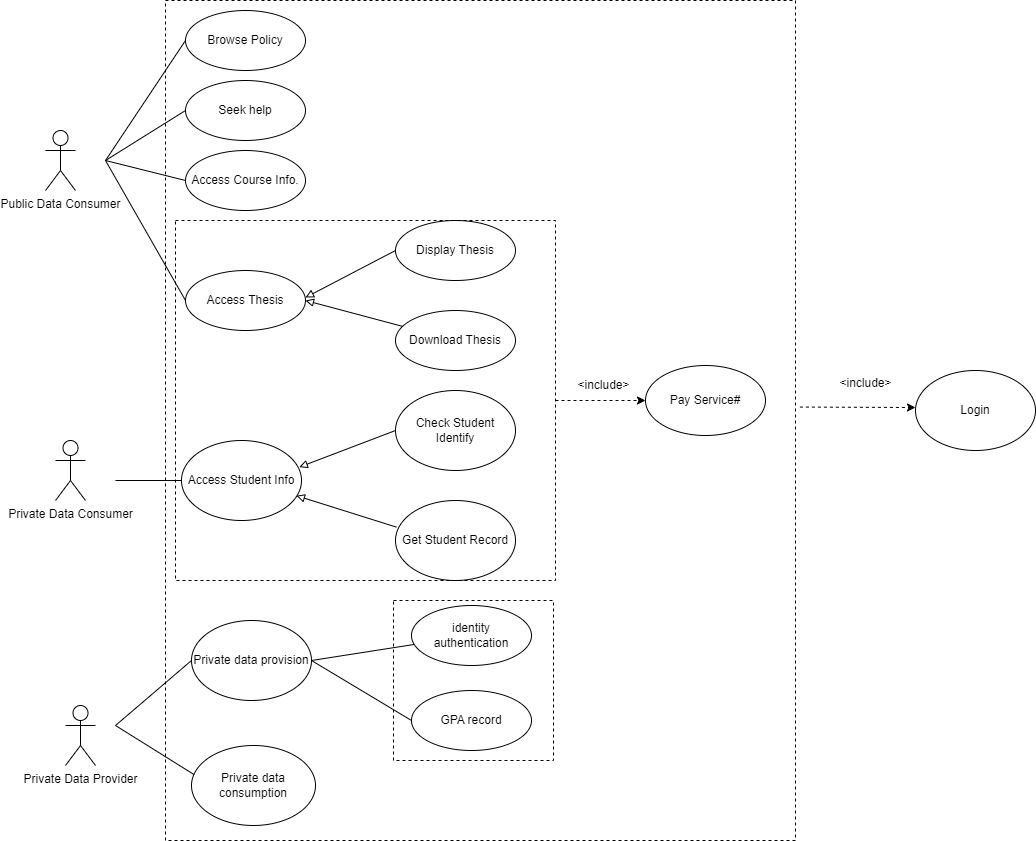 Browse Policy
Seek help
Public Data Consumer
Access Course Info.
Display Thesis
Access Thesis
Download Thesis
<include>
Pay Service#
<include>
Login
Check Student
Identify
Access Student Info
Private Data Consumer
Get Student Record
identity
authentication
Private data provision
GPA record
Private Data Provider
Private data
consumption